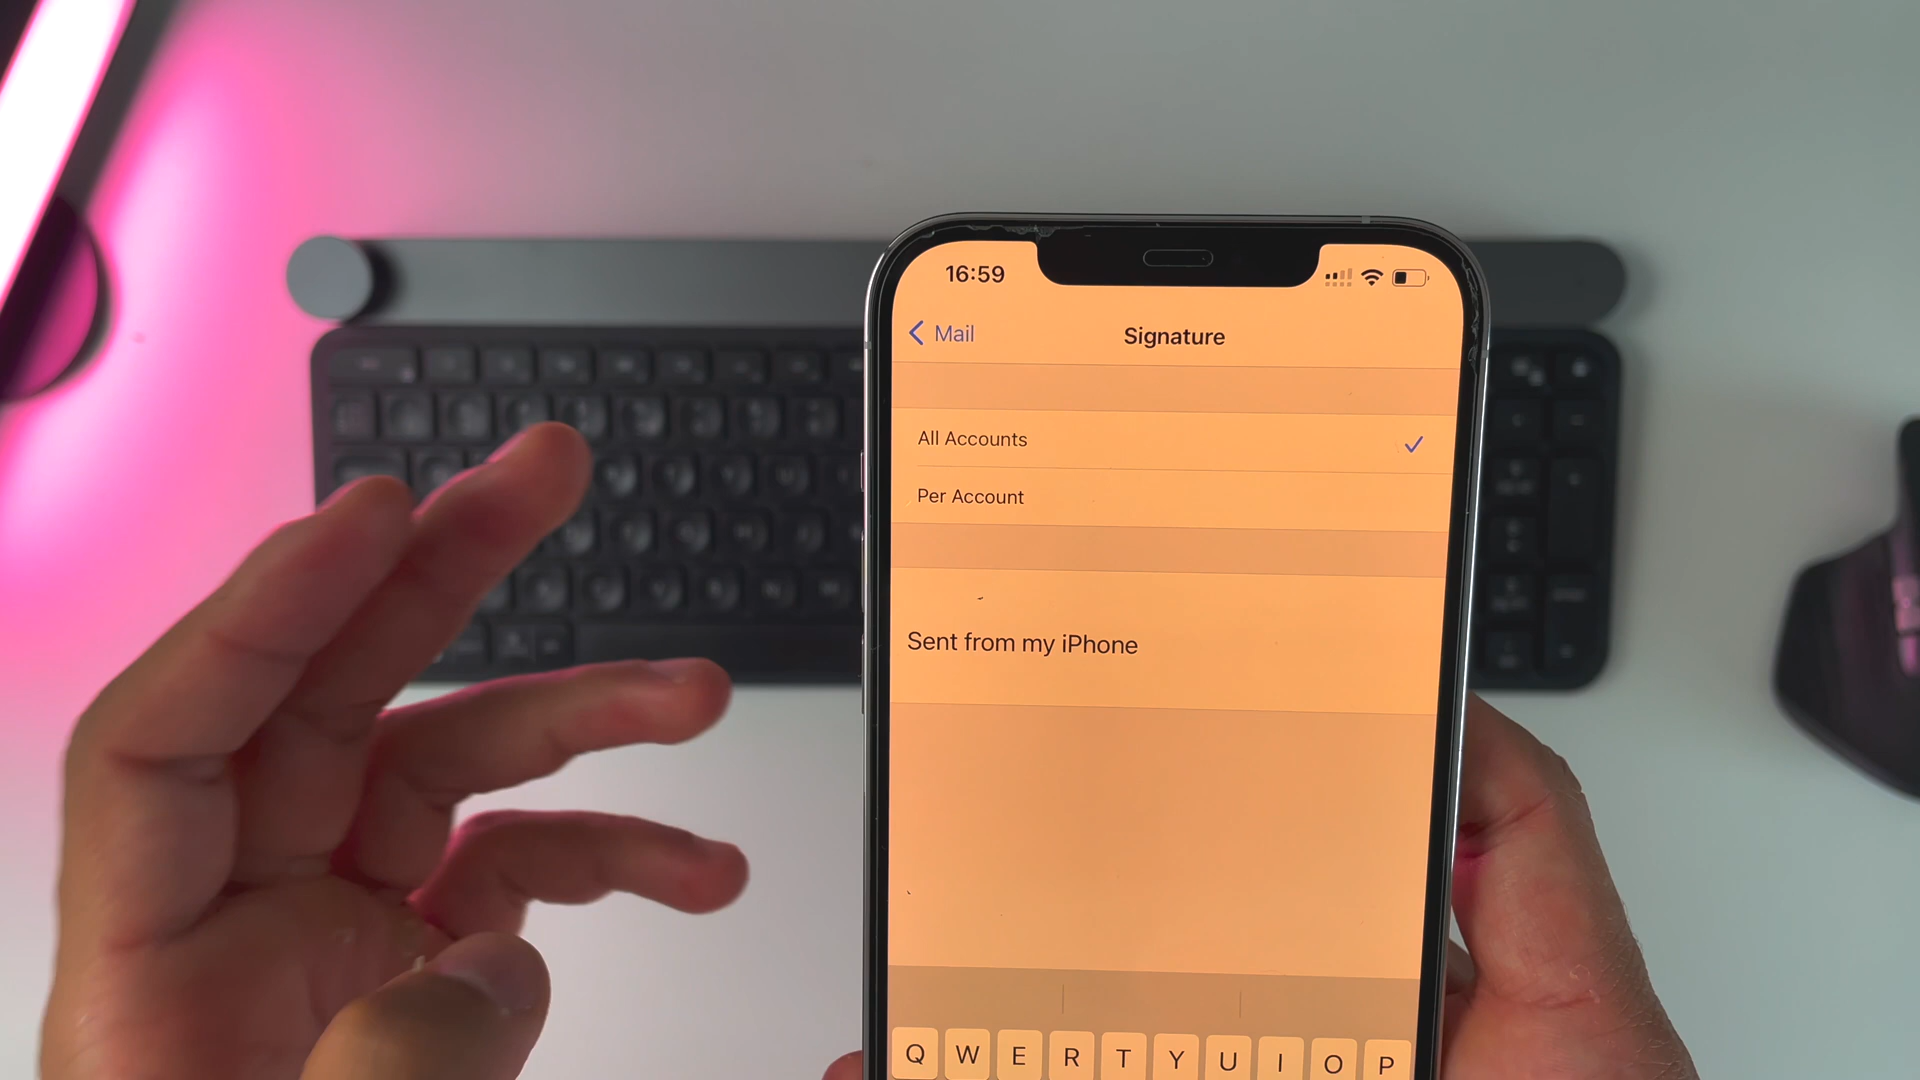 16:59
Mail
Signature
All Accounts
Per Account
Sent from my iPhone
Q W E R T Y U I O P